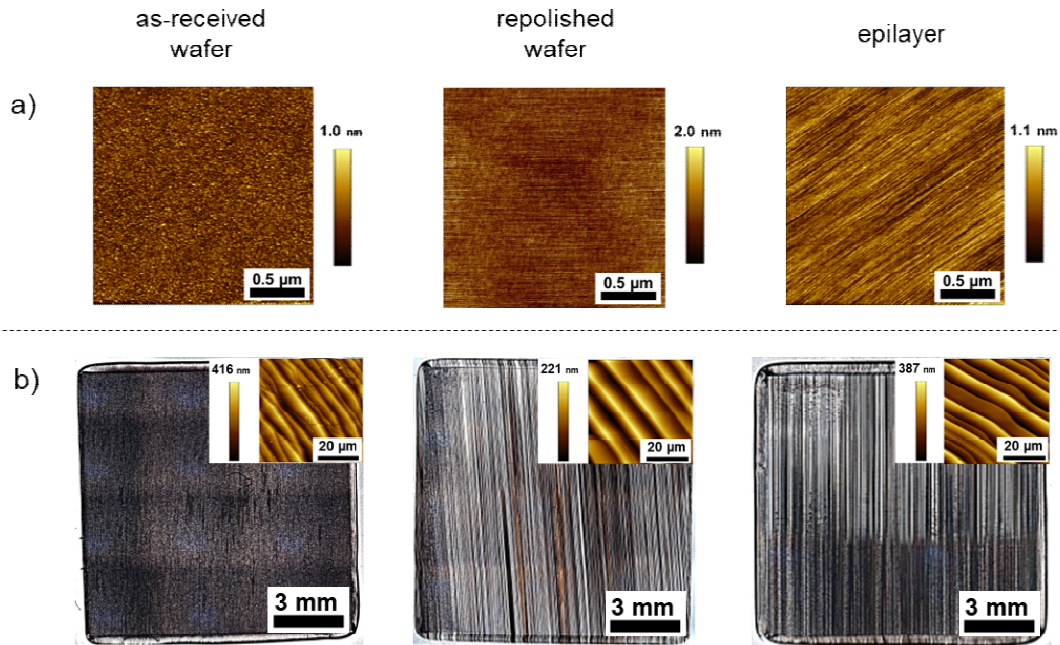 as-received
wafer
repolished
wafer
epilayer
a)
1.0 nm
0.5 µm
2.0 nm
0.5 µm
1.1 nm
0.5 µm
b)
416 nm
20 µm
3 mm
221 nm
20 µm
3 mm
387 nm
20 µm
3 mm